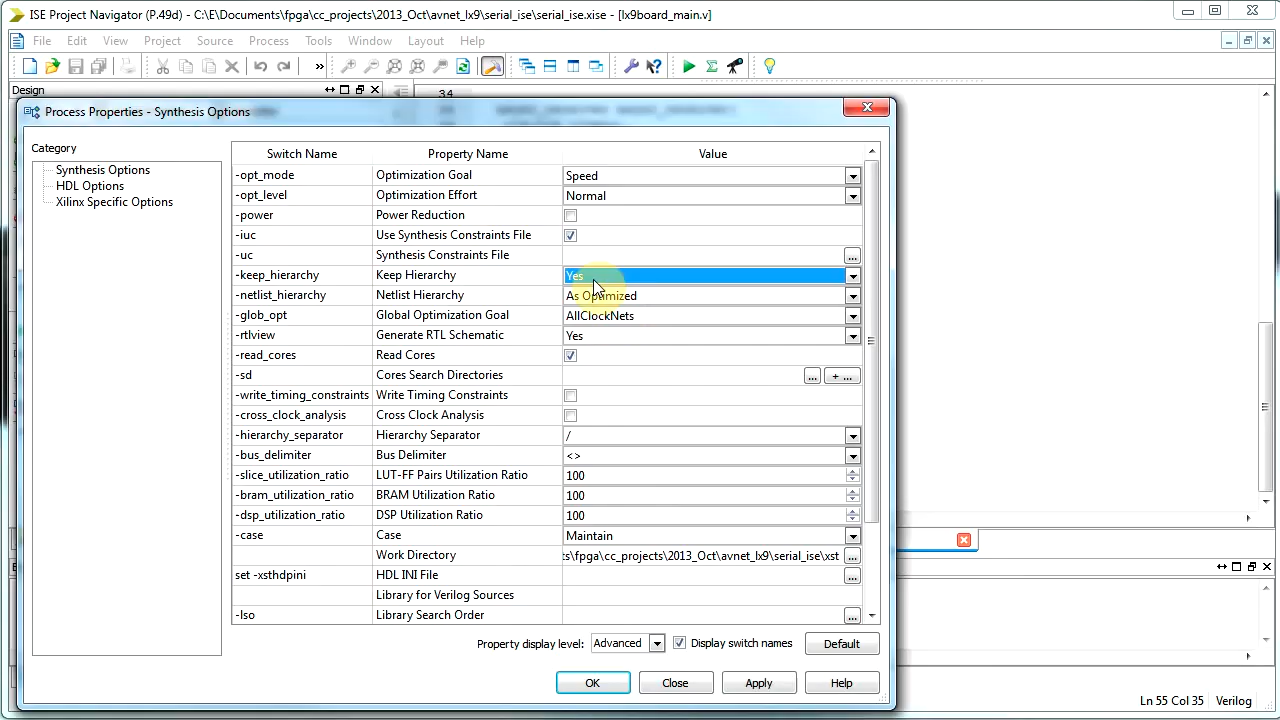 ISE Project Navigator (P.49d) - C:\E\Documents\fpga\cc_projects\2013_Oct\avnet_lx9\serial_ise\serial_ise.xise - [lx9board_main.v]
File Edit View Project Source Process Tools Window Layout Help
»
Design
34
Process Properties - Synthesis Options
Category
Synthesis Options
HDL Options
Xilinx Specific Options
Switch Name Property Name Value
-opt_mode Optimization Goal Speed
-opt_level Optimization Effort Normal
-power Power Reduction
-iuc Use Synthesis Constraints File
-uc Synthesis Constraints File ...
-keep_hierarchy Keep Hierarchy Yes
-netlist_hierarchy Netlist Hierarchy As Optimized
-glob_opt Global Optimization Goal AllClockNets
-rtlview Generate RTL Schematic Yes
-read_cores Read Cores
-sd Cores Search Directories ... + ...
-write_timing_constraints Write Timing Constraints
-cross_clock_analysis Cross Clock Analysis
-hierarchy_separator Hierarchy Separator /
-bus_delimiter Bus Delimiter <>
-slice_utilization_ratio LUT-FF Pairs Utilization Ratio 100
-bram_utilization_ratio BRAM Utilization Ratio 100
-dsp_utilization_ratio DSP Utilization Ratio 100
-case Case Maintain
Work Directory ts\fpga\cc_projects\2013_Oct\avnet_lx9\serial_ise\xst ...
set -xsthdpini HDL INI File ...
Library for Verilog Sources
-lso Library Search Order ...
Property display level: Advanced Display switch names Default
OK Close Apply Help
Ln 55 Col 35 Verilog